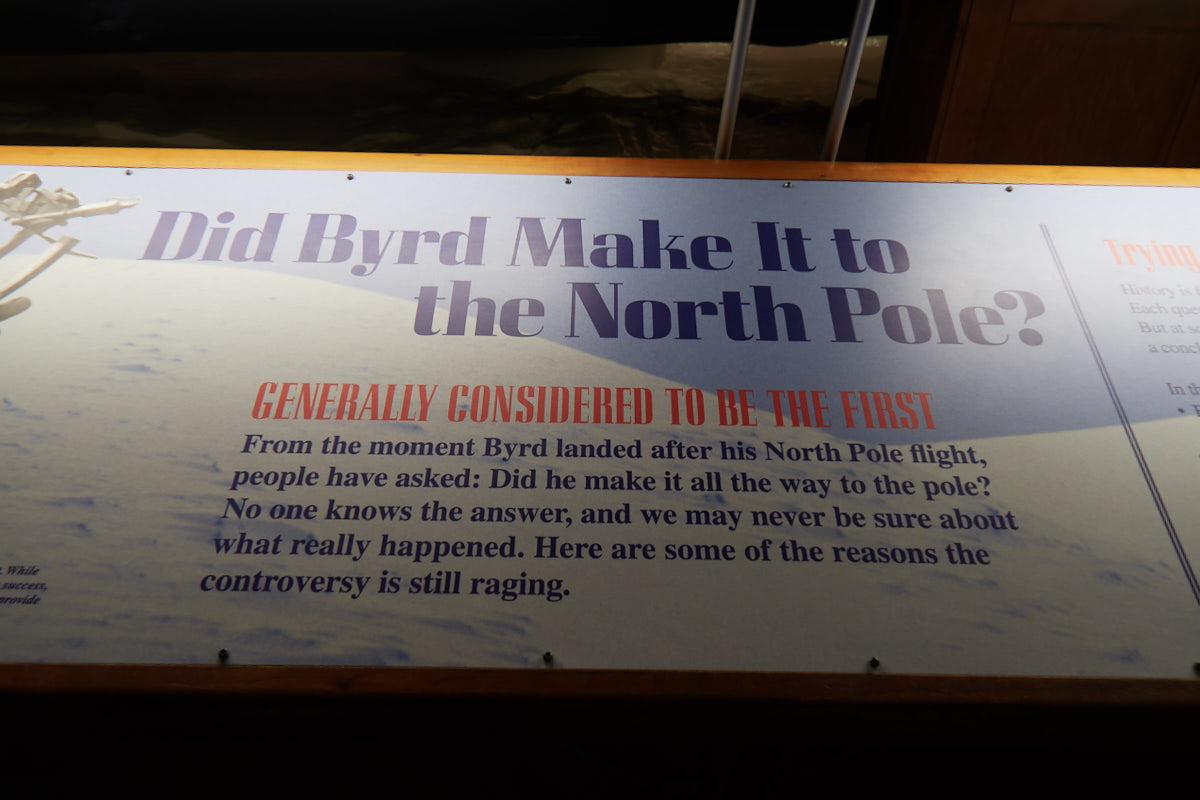 Did Byrd Make It to
the North Pole?
GENERALLY CONSIDERED TO BE THE FIRST
From the moment Byrd landed after his North Pole flight,
people have asked: Did he make it all the way to the pole?
No one knows the answer, and we may never be sure about
what really happened. Here are some of the reasons the
controversy is still raging.
While
success,
provide
Trying
History is
Each
But at
a
In